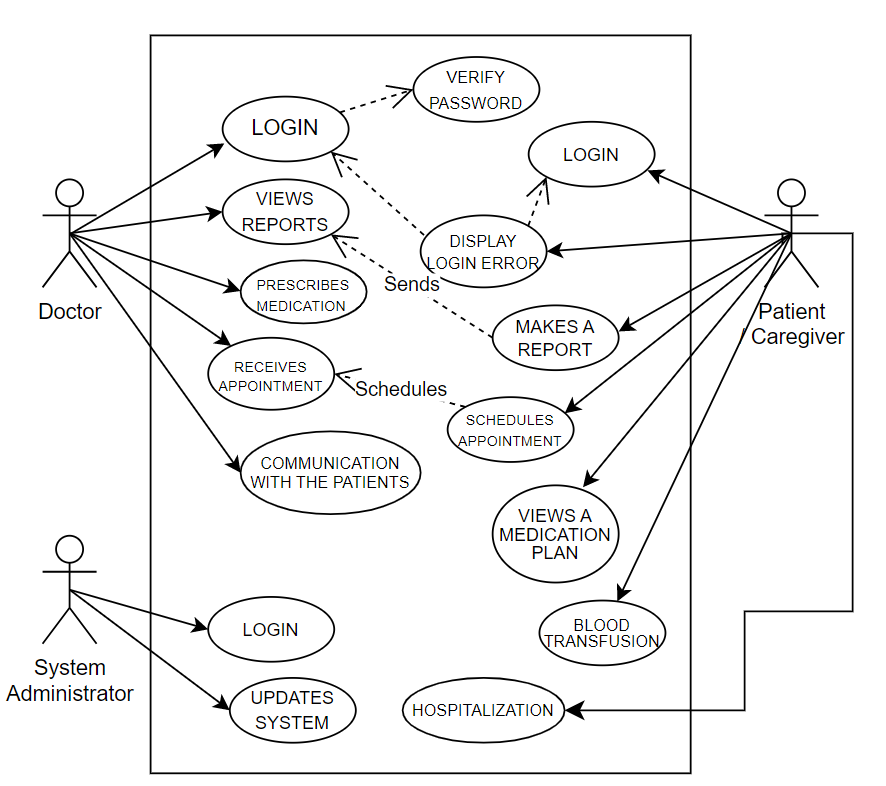 VERIFY
PASSWORD
LOGIN
LOGIN
VIEWS
REPORTS
DISPLAY
LOGIN ERROR
Sends
PRESCRIBES
MEDICATION
Doctor
Patient
/ Caregiver
MAKES A
REPORT
RECEIVES
APPOINTMENT
Schedules
SCHEDULES
APPOINTMENT
COMMUNICATION
WITH THE PATIENTS
VIEWS A
MEDICATION
PLAN
System
Administrator
LOGIN
BLOOD
TRANSFUSION
UPDATES
SYSTEM
HOSPITALIZATION